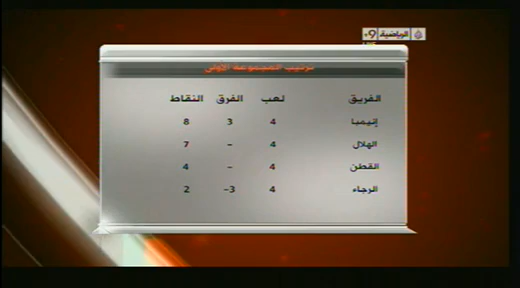 الرياضية +9
ترتيب المجموعة الأولى
الفريق لعب الفرق النقاط
إنيمبا 4 3 8
الهلال 4 - 7
القطن 4 - 4
الرجاء 4 3- 2